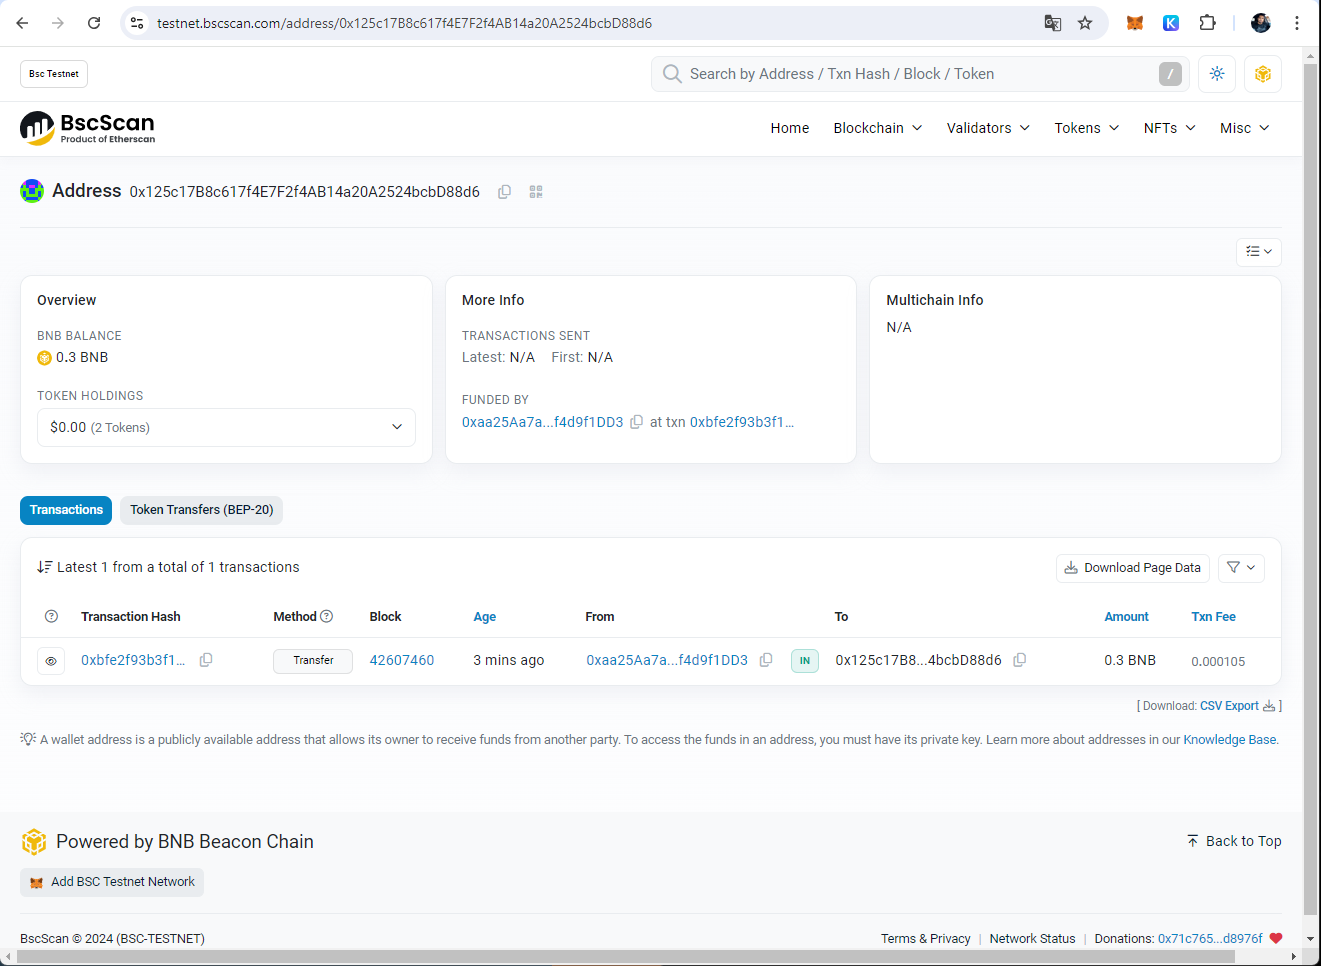 testnet.bscscan.com/address/0x125c17B8c617f4E7F2f4AB14a20A2524bcbD88d6
Bsc Testnet
Search by Address / Txn Hash / Block / Token
/
BscScan
Product of Etherscan
Home Blockchain Validators Tokens NFTs Misc
Address 0x125c17B8c617f4E7F2f4AB14a20A2524bcbD88d6
Overview
BNB BALANCE
0.3 BNB
TOKEN HOLDINGS
$0.00 (2 Tokens)
More Info
TRANSACTIONS SENT
Latest: N/A First: N/A
FUNDED BY
0xaa25Aa7a...f4d9f1DD3 at txn 0xbfe2f93b3f1...
Multichain Info
N/A
Transactions Token Transfers (BEP-20)
Latest 1 from a total of 1 transactions
Download Page Data
Transaction Hash Method Block Age From To Amount Txn Fee
0xbfe2f93b3f1... Transfer 42607460 3 mins ago 0xaa25Aa7a...f4d9f1DD3 IN 0x125c17B8...4bcbD88d6 0.3 BNB 0.000105
[ Download: CSV Export ]
A wallet address is a publicly available address that allows its owner to receive funds from another party. To access the funds in an address, you must have its private key. Learn more about addresses in our Knowledge Base.
Powered by BNB Beacon Chain
Back to Top
Add BSC Testnet Network
BscScan © 2024 (BSC-TESTNET)
Terms & Privacy | Network Status | Donations: 0x71c765...d8976f